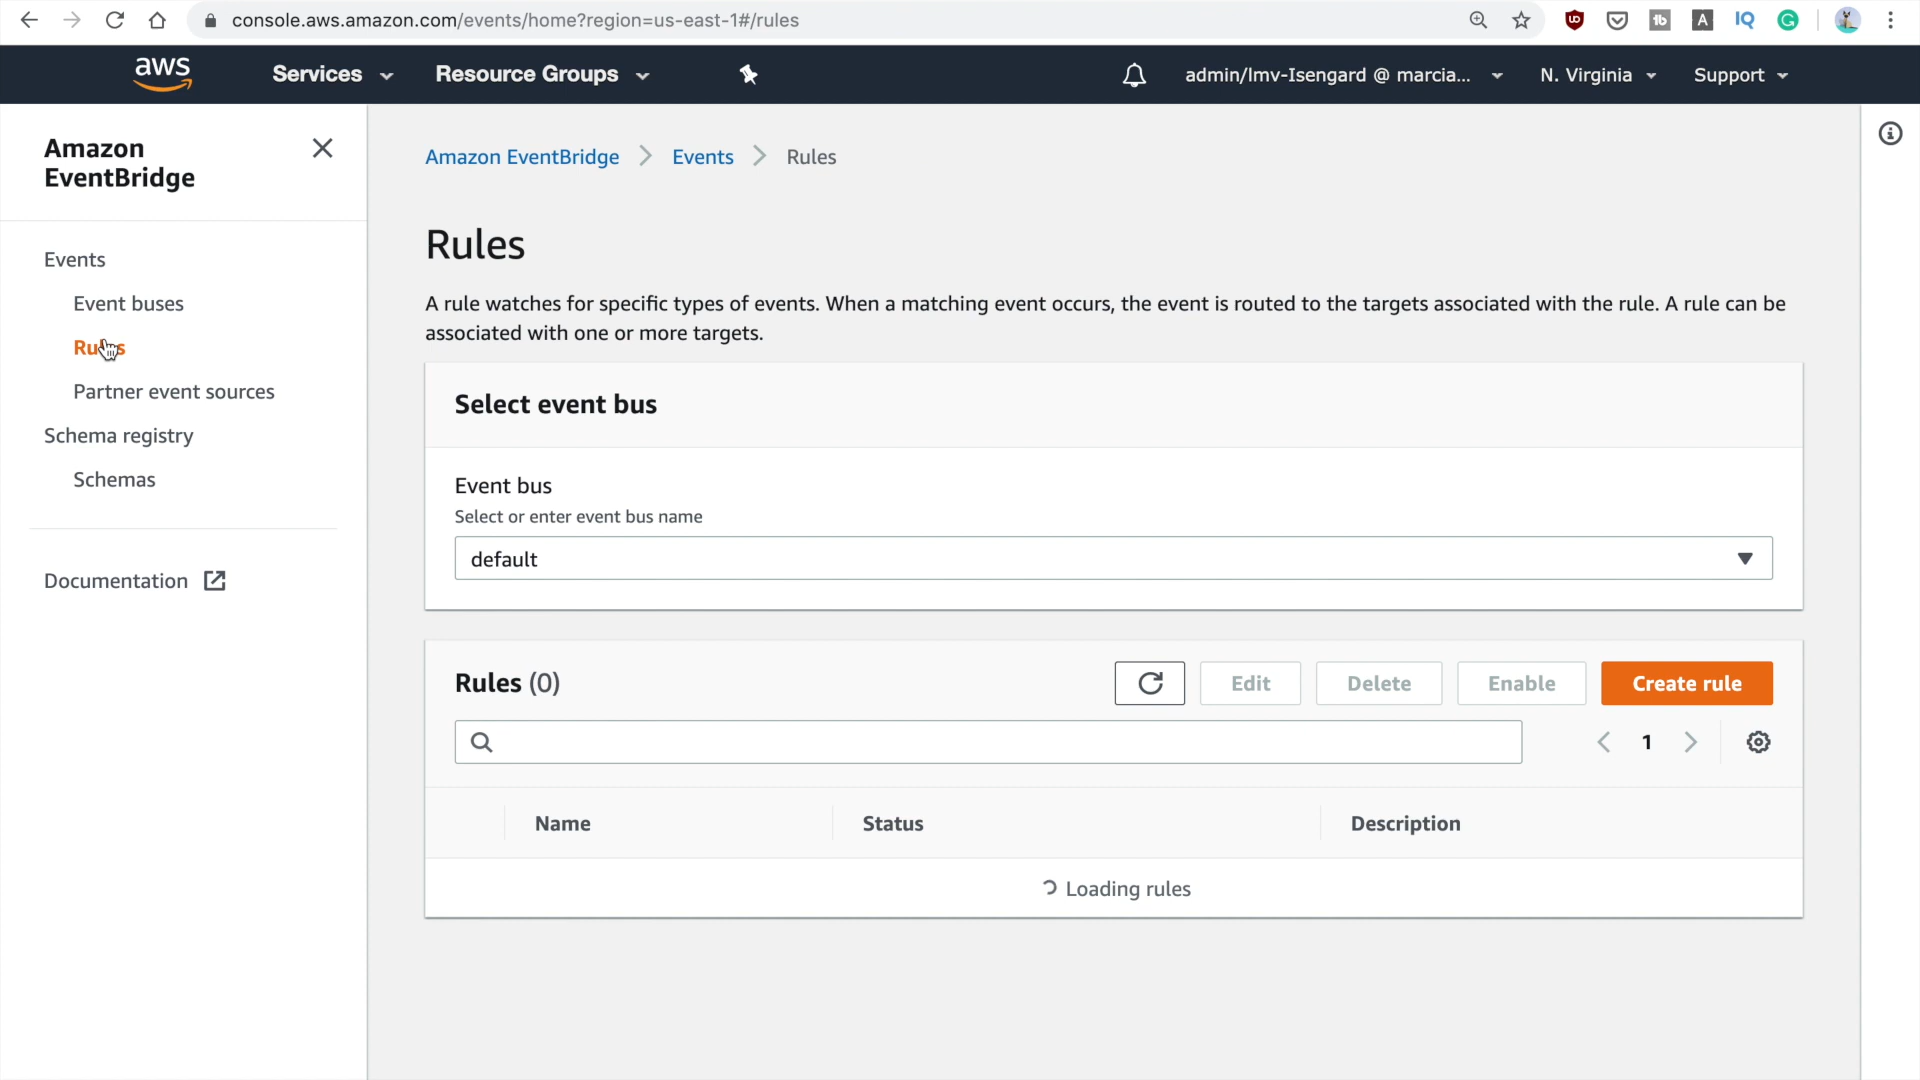 console.aws.amazon.com/events/home?region=us-east-1#/rules
aws
Services
Resource Groups
admin/lmv-Isengard @ marcia...
N. Virginia
Support
Amazon
EventBridge
Events
Event buses
Rules
Partner event sources
Schema registry
Schemas
Documentation
Amazon EventBridge > Events > Rules
Rules
A rule watches for specific types of events. When a matching event occurs, the event is routed to the targets associated with the rule. A rule can be
associated with one or more targets.
Select event bus
Event bus
Select or enter event bus name
default
Rules (0)
Edit
Delete
Enable
Create rule
1
Name
Status
Description
Loading rules